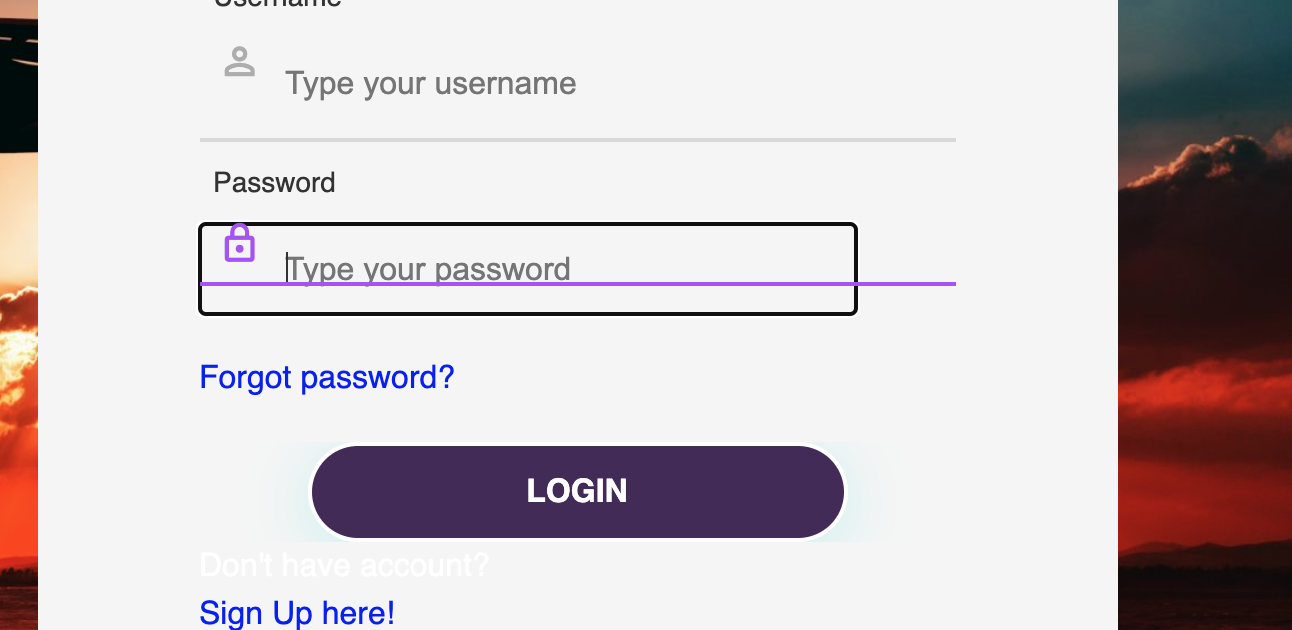 Username
Type your username
Password
Type your password
Forgot password?
LOGIN
Don't have account?
Sign Up here!